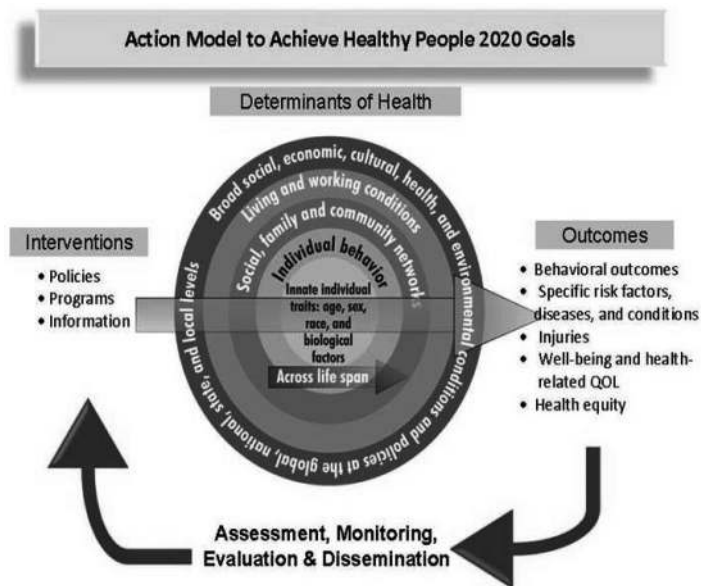 Action Model to Achieve Healthy People 2020 Goals
Determinants of Health
Broad social, economic, cultural, health, and environmental conditions and policies at the global, national, state, and local levels
Living and working conditions
Social, family and community networks
Individual behavior
Innate individual
traits: age, sex,
race, and
biological
factors
Across life span
Interventions
• Policies
• Programs
• Information
Outcomes
• Behavioral outcomes
• Specific risk factors,
diseases, and conditions
• Injuries
• Well-being and health-
related QOL
• Health equity
Assessment, Monitoring,
Evaluation & Dissemination